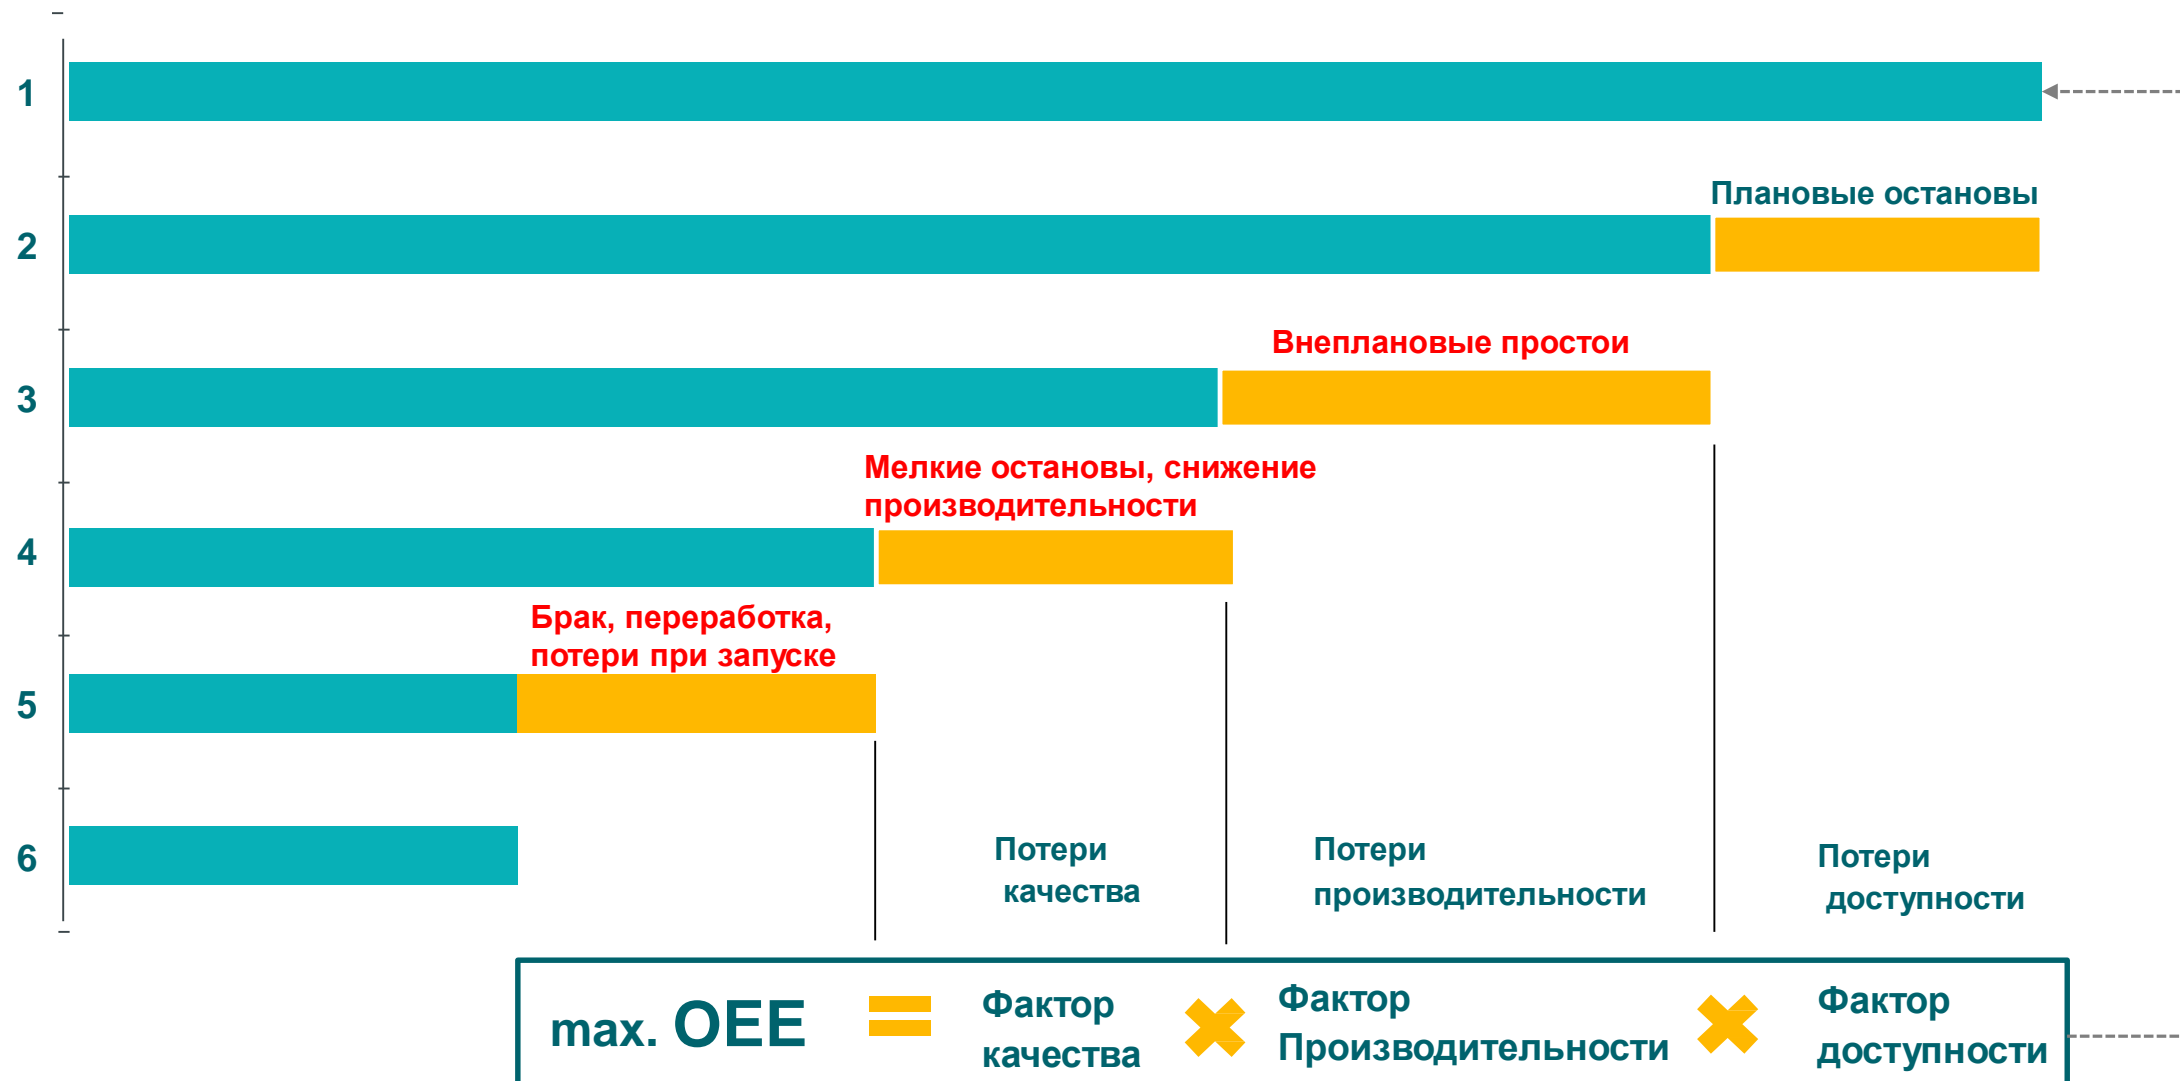 1
Плановые остановы
2
Внеплановые простои
3
Мелкие остановы, снижение
производительности
4
Брак, переработка,
потери при запуске
5
6
Потери
качества
Потери
производительности
Потери
доступности
max. OEE
Фактор
качества
Фактор
Производительности
Фактор
доступности